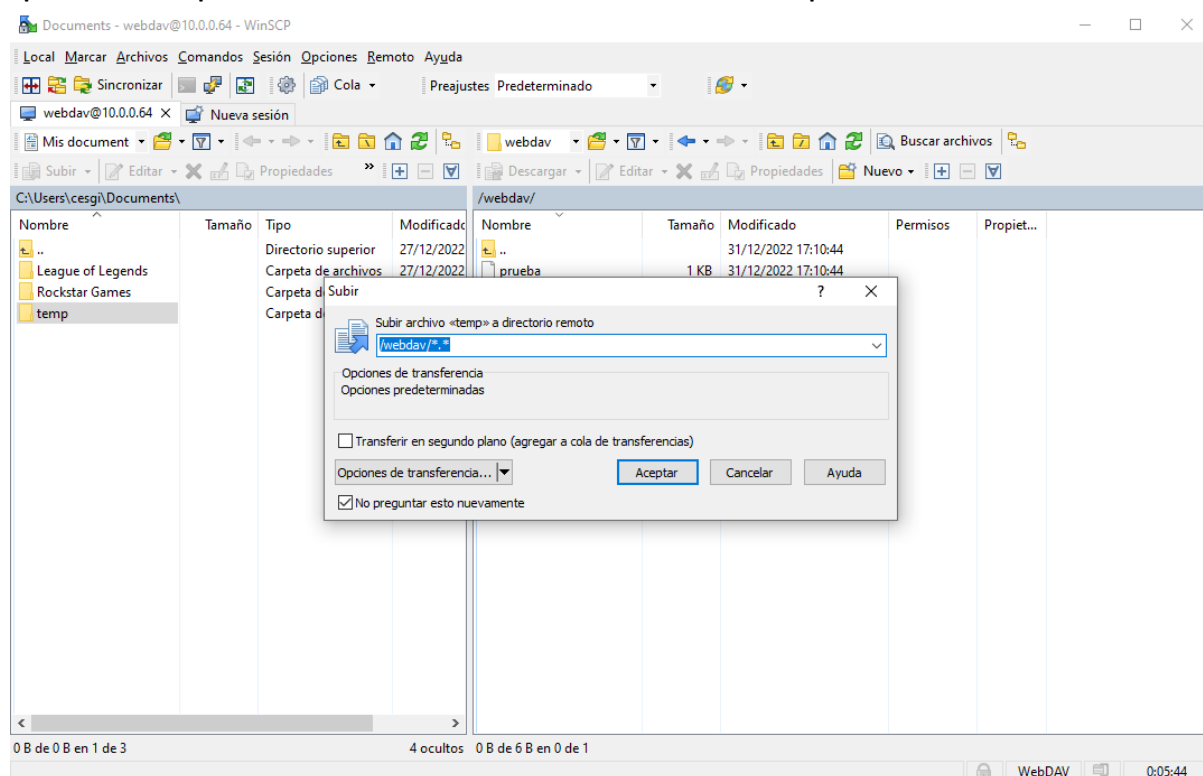 Documents - webdav@10.0.0.64 - WinSCP
Local Marcar Archivos Comandos Sesión Opciones Remoto Ayuda
Sincronizar Cola Preajustes Predeterminado
webdav@10.0.0.64 Nueva sesión
Mis document webdav Buscar archivos
Subir Editar Propiedades » Descargar Editar Propiedades Nuevo
C:\Users\cesgi\Documents\ /webdav/
Nombre Tamaño Tipo Modificado Nombre Tamaño Modificado Permisos Propiet...
.. Directorio superior 27/12/2022 .. 31/12/2022 17:10:44
League of Legends Carpeta de archivos 27/12/2022 prueba 1 KB 31/12/2022 17:10:44
Rockstar Games Carpeta d
temp Carpeta d
Subir ?
Subir archivo «temp» a directorio remoto
/webdav/*.*
Opciones de transferencia
Opciones predeterminadas
Transferir en segundo plano (agregar a cola de transferencias)
Opciones de transferencia... Aceptar Cancelar Ayuda
No preguntar esto nuevamente
0 B de 0 B en 1 de 3 4 ocultos 0 B de 6 B en 0 de 1
WebDAV 0:05:44